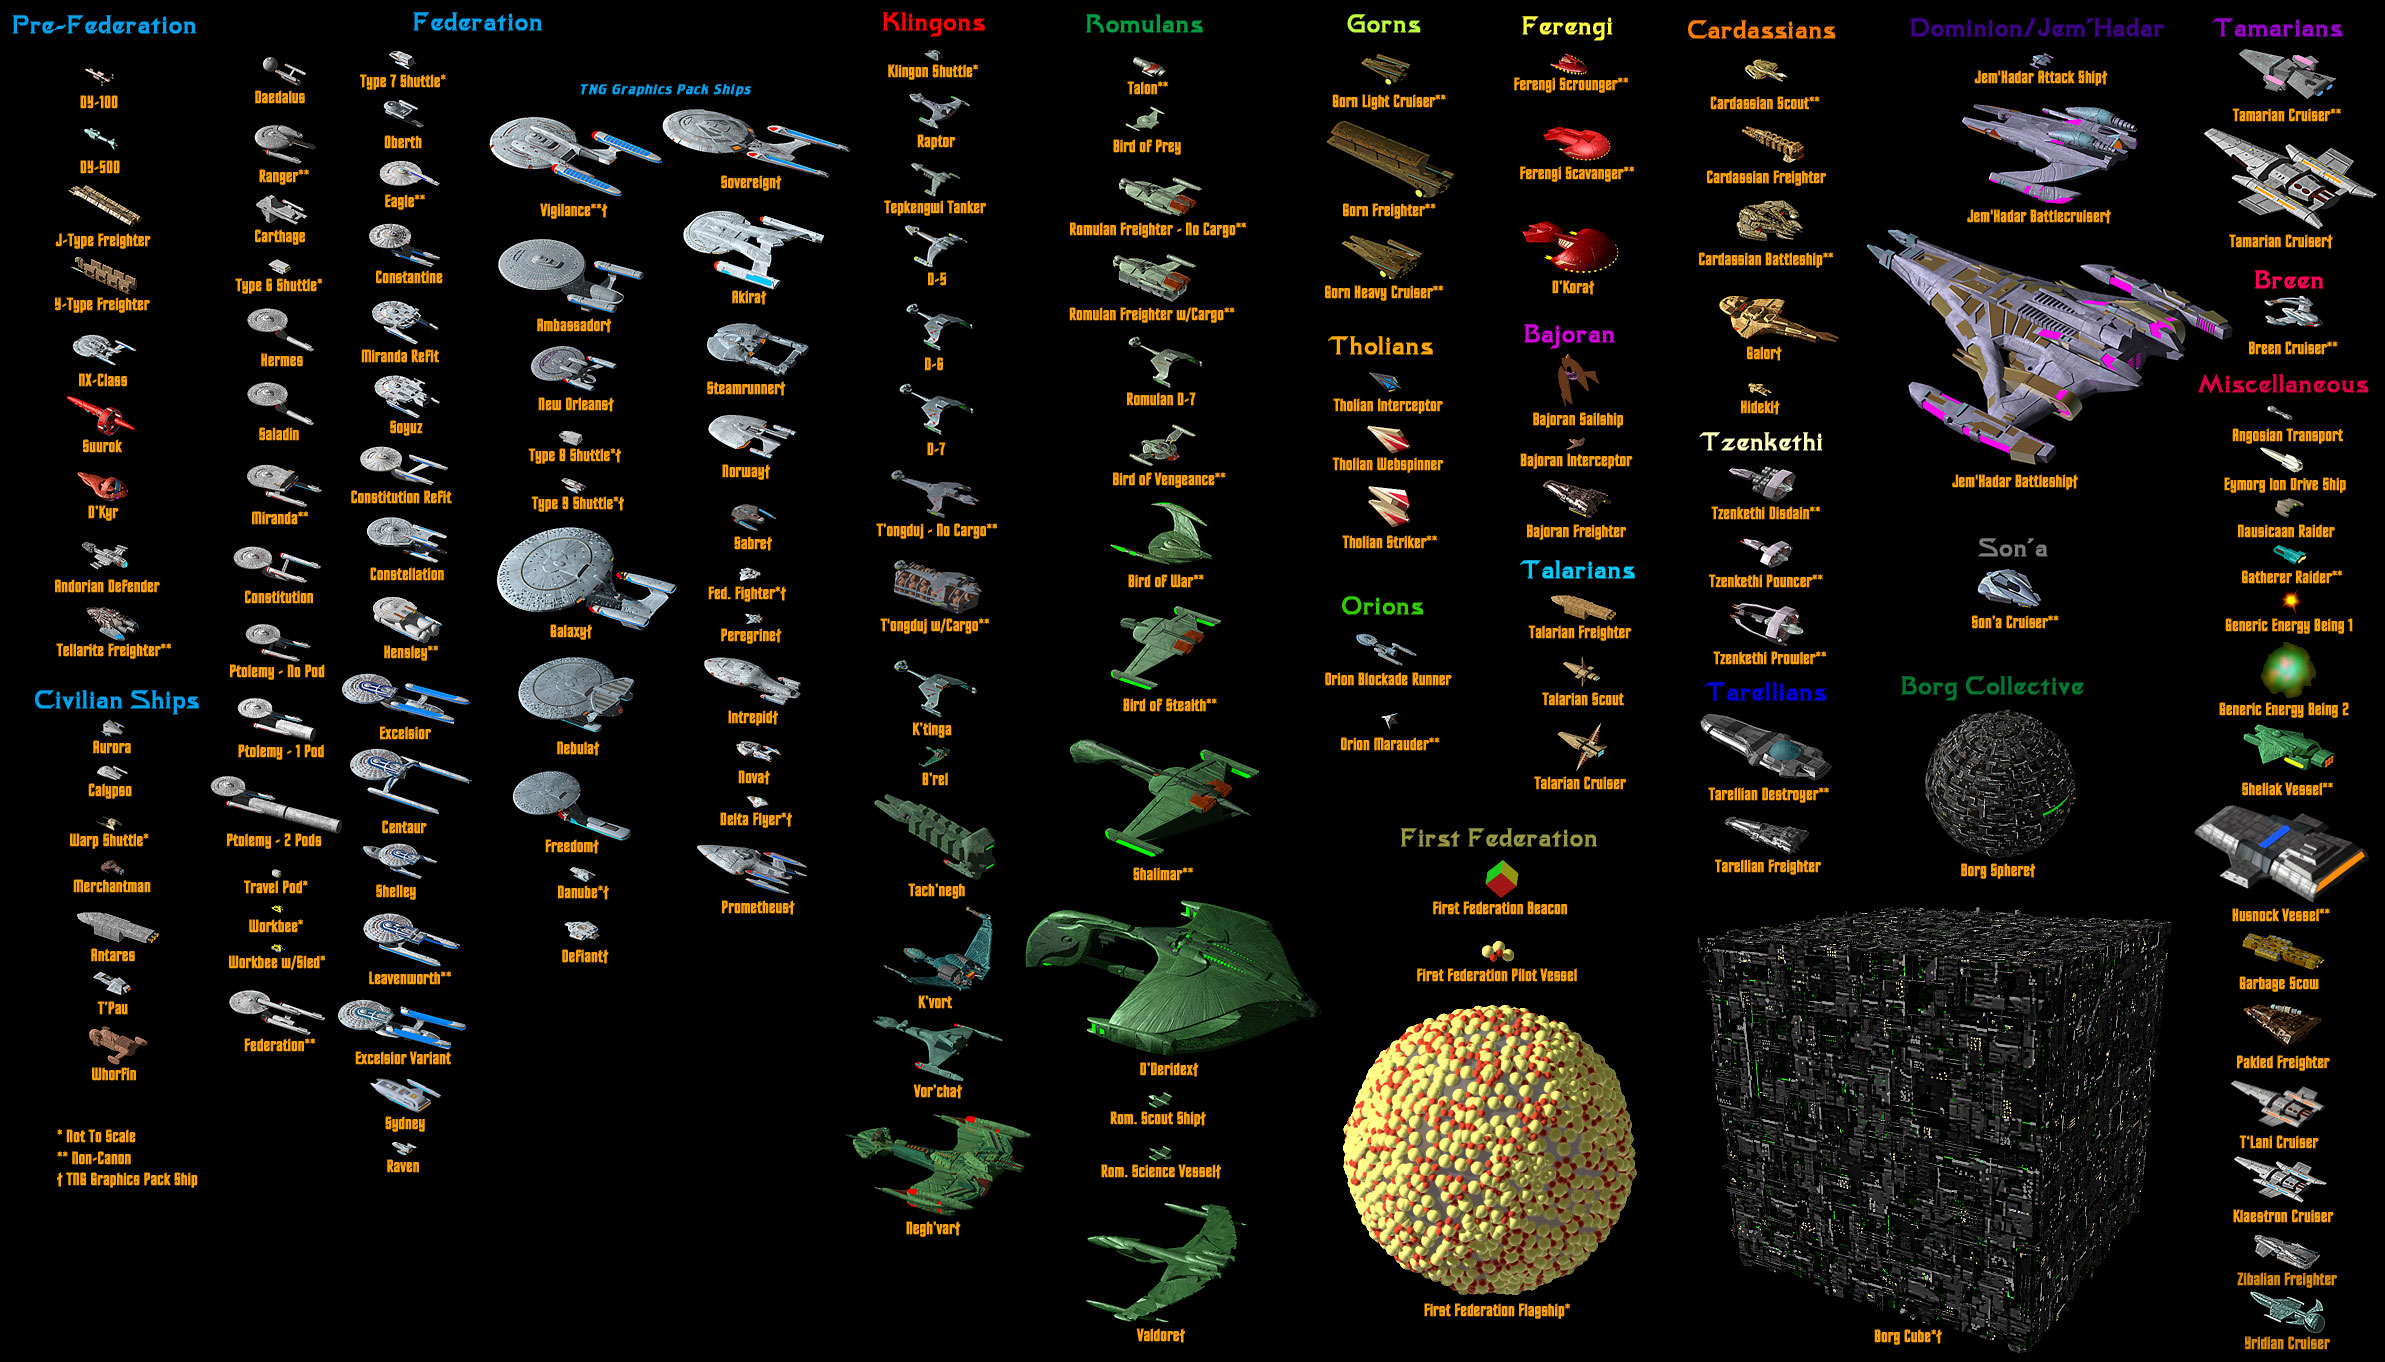 Pre-Federation
DY-100
DY-500
J-Type Freighter
Y-Type Freighter
NX-Class
Suurok
D'Kyr
Andorian Defender
Tellarite Freighter**
Civilian Ships
Aurora
Calypso
Warp Shuttle*
Merchantman
Antares
T'Pau
Whorfin
* Not To Scale
** Non-Canon
† TNG Graphics Pack Ship
Federation
Daedalus
Ranger**
Carthage
Type 6 Shuttle*
Hermes
Saladin
Miranda**
Constitution
Ptolemy - No Pod
Ptolemy - 1 Pod
Ptolemy - 2 Pods
Travel Pod*
Workbee*
Workbee w/Sled*
Federation**
Type 7 Shuttle*
Oberth
Eagle**
Constantine
Miranda Refit
Soyuz
Constitution Refit
Constellation
Hensley**
Excelsior
Centaur
Shelley
Leavenworth**
Excelsior Variant
Sydney
Raven
TNG Graphics Pack Ships
Vigilance**†
Ambassador†
New Orleans†
Type 8 Shuttle*†
Type 9 Shuttle*†
Galaxy†
Nebula†
Freedom†
Danube*†
Defiant†
Sovereign†
Akira†
Steamrunner†
Norway†
Sabre†
Fed. Fighter*†
Peregrine†
Intrepid†
Nova†
Delta Flyer*†
Prometheus†
Klingons
Klingon Shuttle*
Raptor
Tepkengwi Tanker
D-5
D-6
D-7
T'ongduj - No Cargo**
T'ongduj w/Cargo**
K'tinga
B'rel
Tach'negh
K'vort
Vor'cha†
Negh'var†
Romulans
Talon**
Bird of Prey
Romulan Freighter - No Cargo**
Romulan Freighter w/Cargo**
Romulan D-7
Bird of Vengeance**
Bird of War**
Bird of Stealth**
Shalimar**
D'Deridex†
Rom. Scout Ship†
Rom. Science Vessel†
Valdore†
Gorns
Gorn Light Cruiser**
Gorn Freighter**
Gorn Heavy Cruiser**
Tholians
Tholian Interceptor
Tholian Webspinner
Tholian Striker**
Orions
Orion Blockade Runner
Orion Marauder**
Ferengi
Ferengi Scrounger**
Ferengi Scavanger**
D'Kora†
Bajoran
Bajoran Sailship
Bajoran Interceptor
Bajoran Freighter
Talarians
Talarian Freighter
Talarian Scout
Talarian Cruiser
First Federation
First Federation Beacon
First Federation Pilot Vessel
First Federation Flagship*
Cardassians
Cardassian Scout**
Cardassian Freighter
Cardassian Battleship**
Galor†
Hideki†
Tzenkethi
Tzenkethi Disdain**
Tzenkethi Pouncer**
Tzenkethi Prowler**
Tarellians
Tarellian Destroyer**
Tarellian Freighter
Dominion/Jem'Hadar
Jem'Hadar Attack Ship†
Jem'Hadar Battlecruiser†
Jem'Hadar Battleship†
Son'a
Son'a Cruiser**
Borg Collective
Borg Sphere†
Borg Cube*†
Tamarians
Tamarian Cruiser**
Tamarian Cruiser†
Breen
Breen Cruiser**
Miscellaneous
Angosian Transport
Eymorg Ion Drive Ship
Nausicaan Raider
Gatherer Raider**
Generic Energy Being 1
Generic Energy Being 2
Sheliak Vessel**
Husnock Vessel**
Garbage Scow
Pakled Freighter
T'Lani Cruiser
Klaestron Cruiser
Zibalian Freighter
Yridian Cruiser